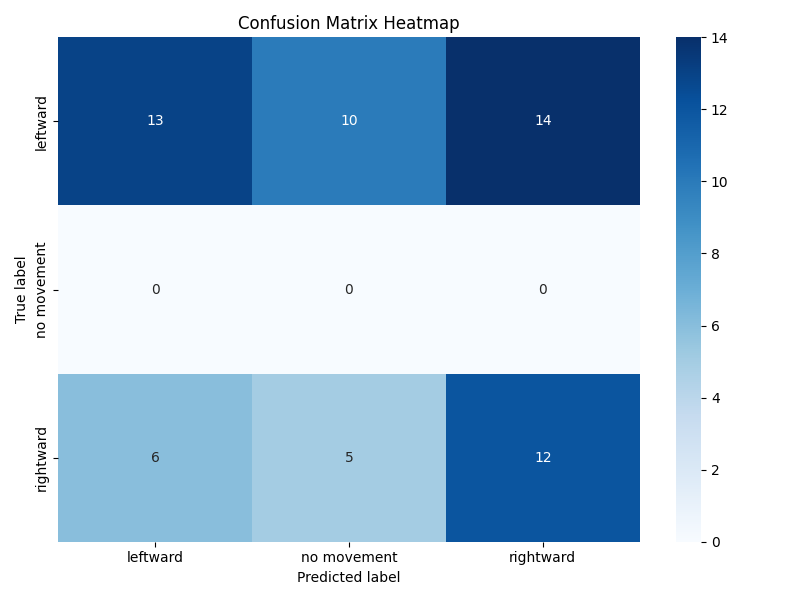 Confusion Matrix Heatmap
True label
leftward
13 10 14
no movement
0 0 0
rightward
6 5 12
leftward no movement rightward
Predicted label
14
12
10
8
6
4
2
0